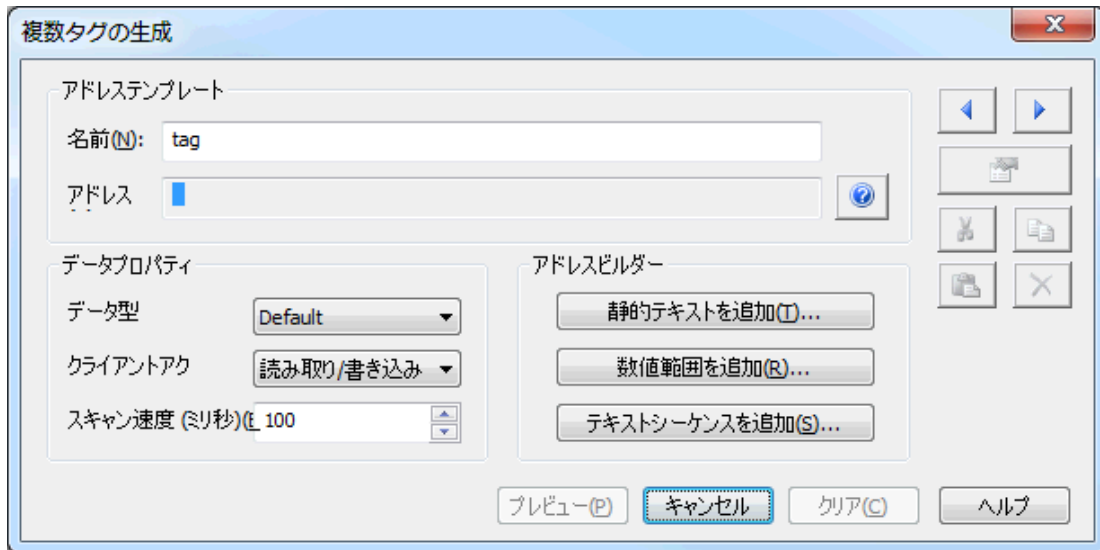 複数タグの生成
アドレステンプレート
名前(N):
tag
アドレス
データプロパティ
データ型
Default
クライアントアク
読み取り/書き込み
スキャン速度 (ミリ秒)(
100
アドレスビルダー
静的テキストを追加(T)...
数値範囲を追加(R)...
テキストシーケンスを追加(S)...
プレビュー(P)
キャンセル
クリア(C)
ヘルプ